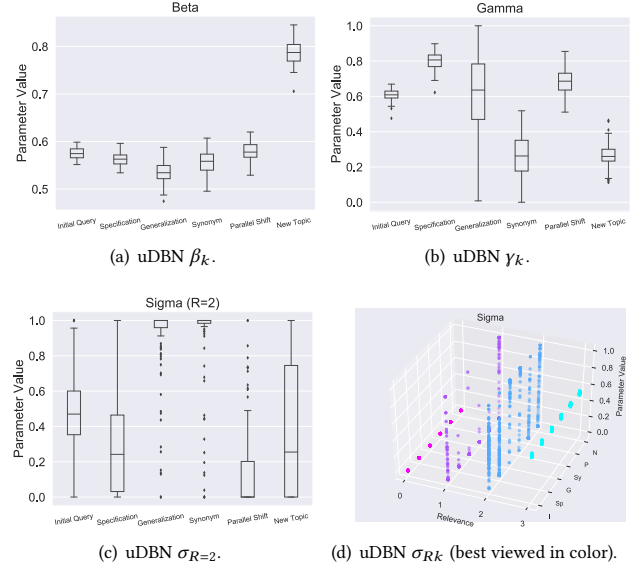 Beta
Parameter Value
0.8
0.7
0.6
0.5
Initial Query
Specification
Generalization
Synonym
Parallel Shift
New Topic
(a) uDBN βk.
Gamma
Parameter Value
1.0
0.8
0.6
0.4
0.2
0.0
Initial Query
Specification
Generalization
Synonym
Parallel Shift
New Topic
(b) uDBN γk.
Sigma (R=2)
Parameter Value
1.0
0.8
0.6
0.4
0.2
0.0
Initial Query
Specification
Generalization
Synonym
Parallel Shift
New Topic
(c) uDBN σR=2.
Sigma
Parameter Value
1.0
0.8
0.6
0.4
0.2
0.0
N
P
Sy
G
Sp
I
0
1
2
3
Relevance
(d) uDBN σRk (best viewed in color).